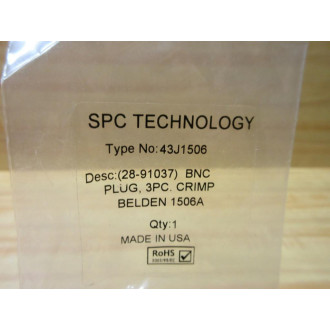 SPC TECHNOLOGY
Type No:43J1506
Desc:(28-91037) BNC
PLUG, 3PC. CRIMP
BELDEN 1506A
Qty:1
MADE IN USA
RoHS